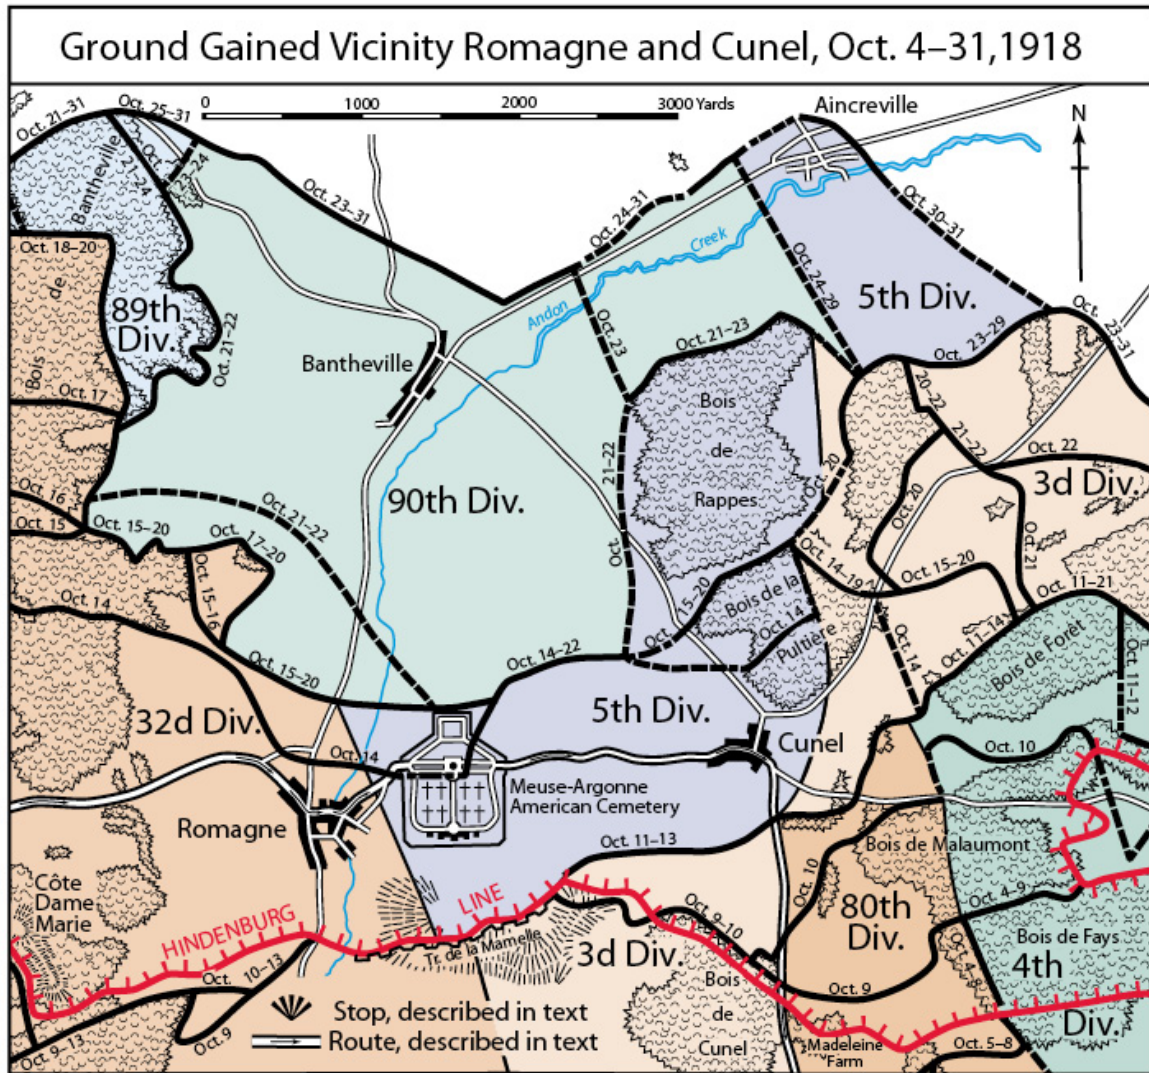 Ground Gained Vicinity Romagne and Cunel, Oct. 4–31,1918
0 1000 2000 3000 Yards
Aincreville
N
Oct. 21–31
Oct. 25–31
Oct. 21–24
23–24
Bantheville
Oct. 23–31
Oct. 24–31
Oct. 30–31
Creek
Andon
Oct. 24–29
5th Div.
Oct. 18–20
de
89th
Div.
Oct. 21–22
Bois
Oct. 17
Bantheville
Oct. 23
Oct. 21–23
Oct. 23–29
Oct. 23–31
20–22
21–22
Oct. 22
3d Div.
Bois
de
Rappes
Oct. 21–22
Oct. 20
Oct. 20
Oct. 21
Oct. 16
Oct. 15
Oct. 15–20
Oct. 17–20
Oct. 21–22
90th Div.
Oct. 15–16
Oct. 14
Oct. 15–20
Oct. 14–22
Oct. 15–20
Bois de la
Pultière
Oct. 14
Oct. 14–19
Oct. 15–20
Oct. 14
Oct. 11–14
Oct. 11–21
Bois de Forêt
Oct. 11–12
32d Div.
Oct. 14
5th Div.
Cunel
Oct. 10
Meuse-Argonne
American Cemetery
Romagne
Oct. 11–13
Oct. 10
Bois de Malaumont
Oct. 4–9
80th
Div.
Côte
Dame
Marie
HINDENBURG
LINE
Tr. de la Mamelle
3d Div.
Oct. 9–10
Bois
de
Cunel
Oct. 9
Oct. 4–8
Bois de Fays
4th
Div.
Oct. 10–13
Oct. 9–13
Oct. 9
Madeleine
Farm
Oct. 5–8
Stop, described in text
Route, described in text